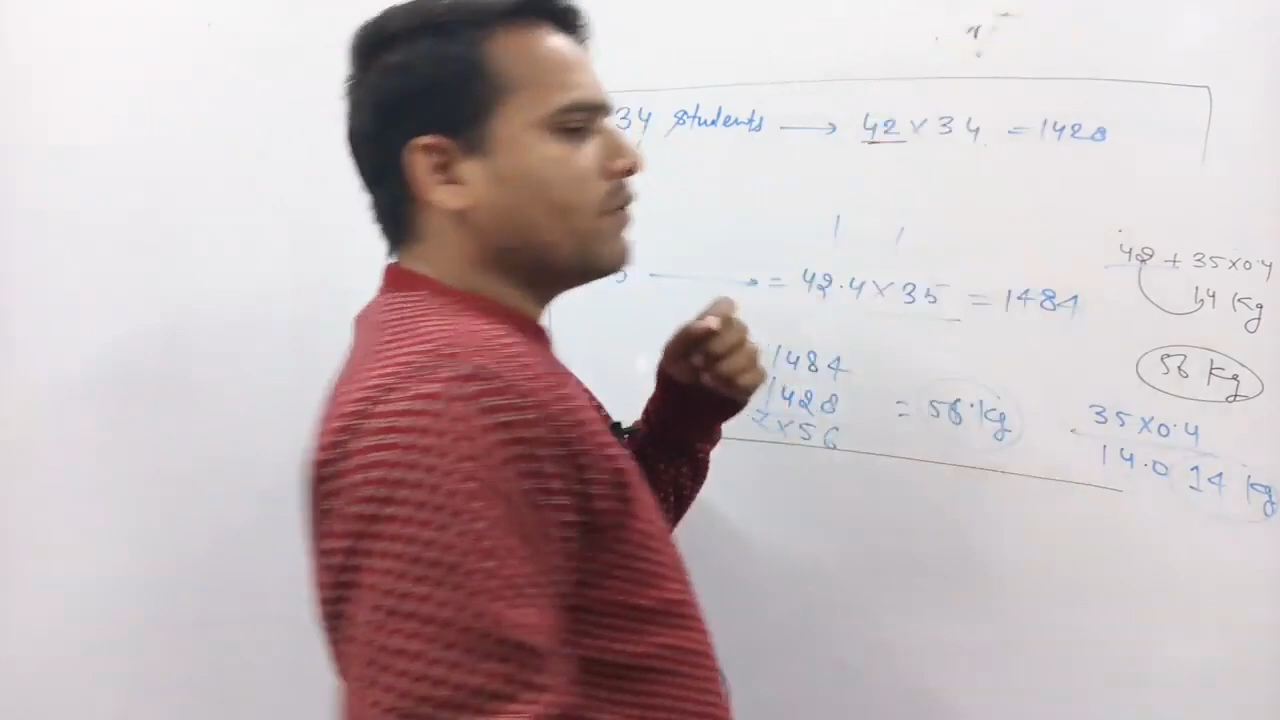 34 students → 42 × 34 = 1428
→ = 42.4 × 35 = 1484
1484
1428
××56
= 56 kg
42 + 35×0.4
14 kg
56 kg
35×0.4
14.0 14 kg